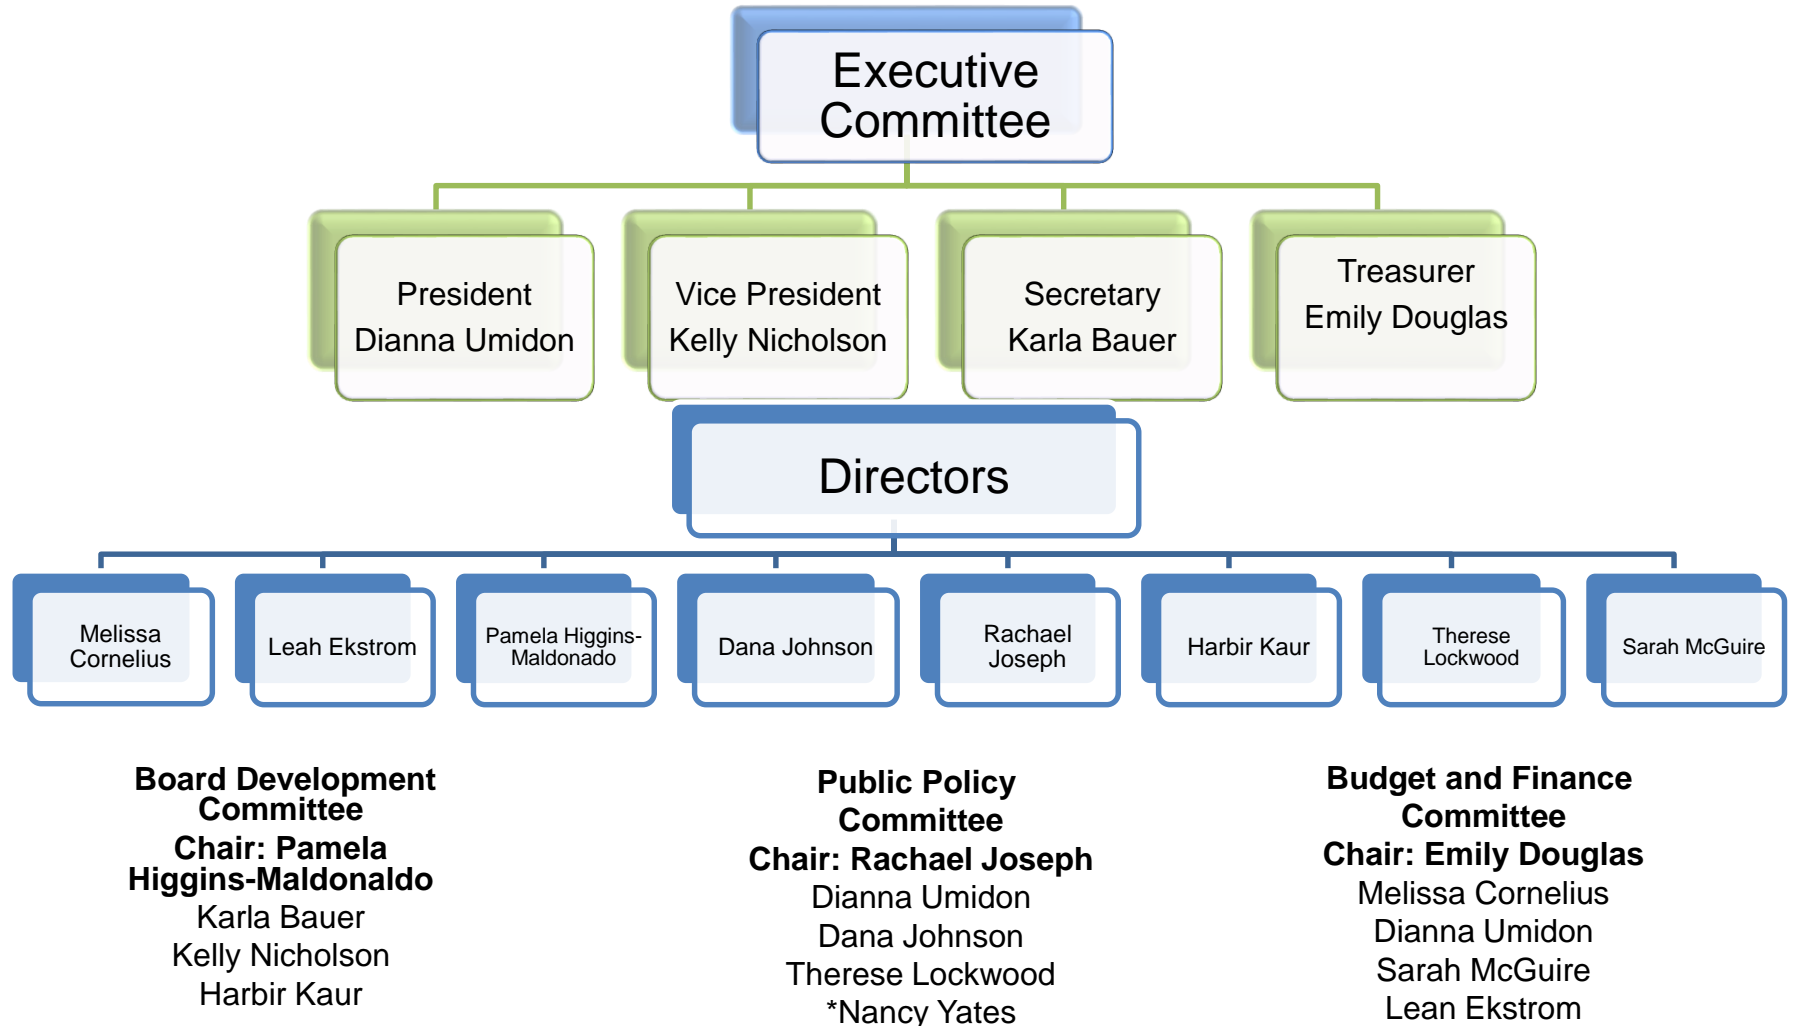 Executive
Committee
President
Dianna Umidon
Vice President
Kelly Nicholson
Secretary
Karla Bauer
Treasurer
Emily Douglas
Directors
Melissa
Cornelius
Leah Ekstrom
Pamela Higgins-
Maldonado
Dana Johnson
Rachael
Joseph
Harbir Kaur
Therese
Lockwood
Sarah McGuire
Board Development
Committee
Chair: Pamela
Higgins-Maldonaldo
Karla Bauer
Kelly Nicholson
Harbir Kaur
Public Policy
Committee
Chair: Rachael Joseph
Dianna Umidon
Dana Johnson
Therese Lockwood
*Nancy Yates
Budget and Finance
Committee
Chair: Emily Douglas
Melissa Cornelius
Dianna Umidon
Sarah McGuire
Lean Ekstrom